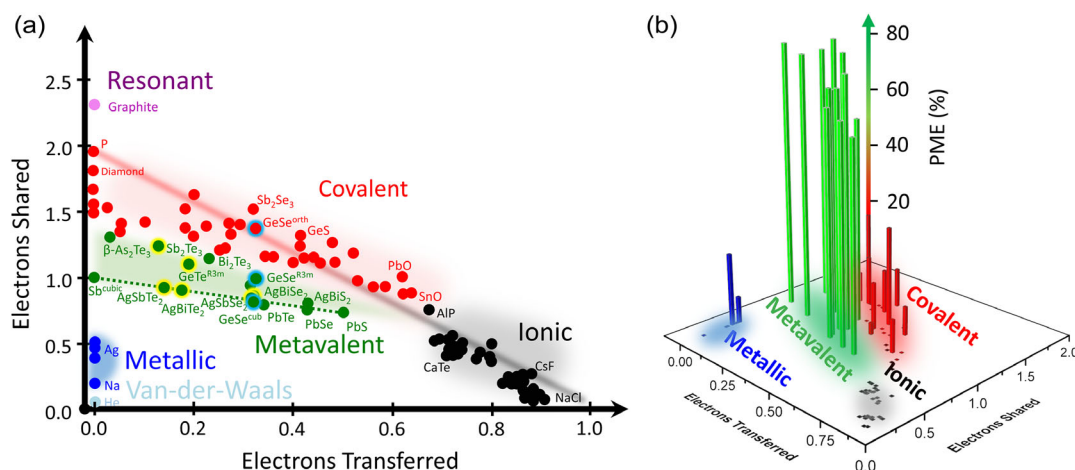 (a)
Electrons Shared
2.5
2.0
1.5
1.0
0.5
0.0
0.0
0.2
0.4
0.6
0.8
1.0
Electrons Transferred
Resonant
Graphite
P
Diamond
Covalent
Sb₂Se₃
GeSeᵒʳᵗʰ
GeS
PbO
SnO
β-As₂Te₃
Sb₂Te₃
GeTeᴿ³ᵐ
Bi₂Te₃
GeSeᴿ³ᵐ
Sbᶜᵘᵇⁱᶜ
AgSbTe₂
AgBiTe₂
AgSbSe₂
AgBiSe₂
AgBiS₂
GeSeᶜᵘᵇ
PbTe
PbSe
PbS
Metavalent
AlP
Ionic
CaTe
CsF
NaCl
Metallic
Ag
Na
Van-der-Waals
He
(b)
80
60
40
20
PME (%)
Covalent
Metavalent
Metallic
Ionic
0.00
0.25
0.50
0.75
Electrons Transferred
0.0
0.5
1.0
1.5
2.0
Electrons Shared